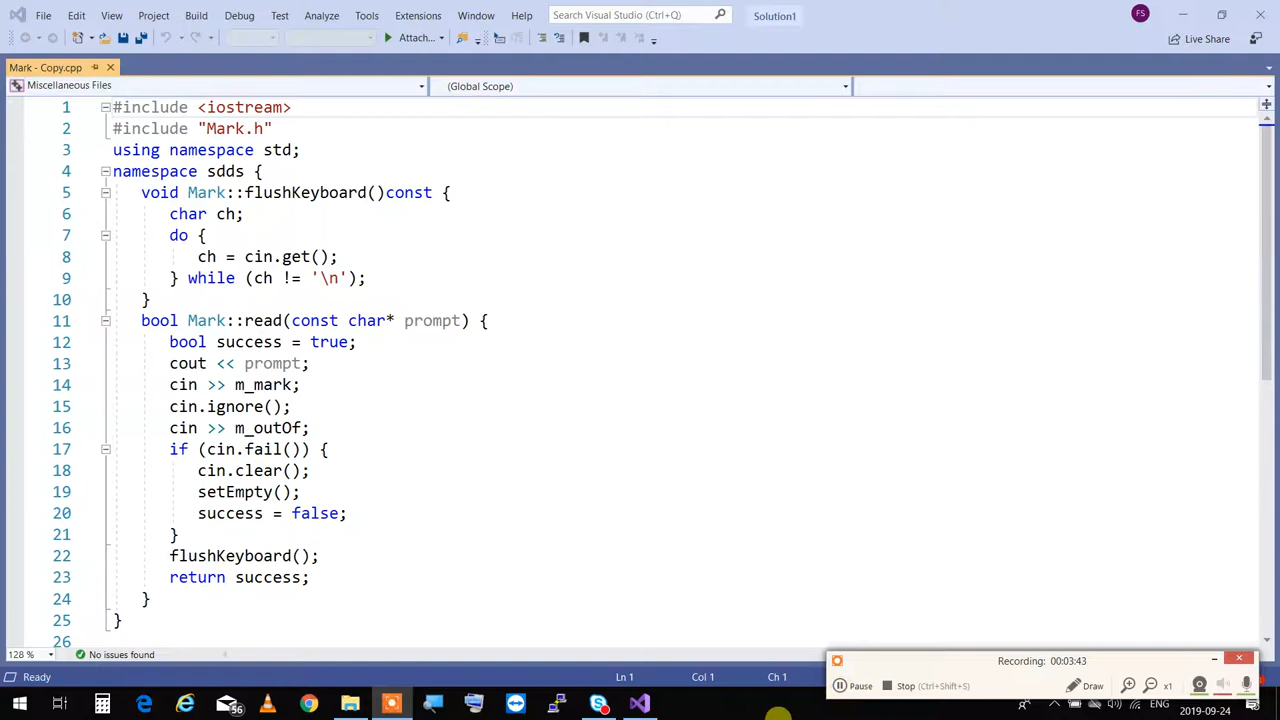 File Edit View Project Build Debug Test Analyze Tools Extensions Window Help Search Visual Studio (Ctrl+Q) Solution1 FS
Attach... Live Share
Mark - Copy.cpp
Miscellaneous Files (Global Scope)
1 #include <iostream>
2 #include "Mark.h"
3 using namespace std;
4 namespace sdds {
5 void Mark::flushKeyboard()const {
6 char ch;
7 do {
8 ch = cin.get();
9 } while (ch != '\n');
10 }
11 bool Mark::read(const char* prompt) {
12 bool success = true;
13 cout << prompt;
14 cin >> m_mark;
15 cin.ignore();
16 cin >> m_outOf;
17 if (cin.fail()) {
18 cin.clear();
19 setEmpty();
20 success = false;
21 }
22 flushKeyboard();
23 return success;
24 }
25 }
26
128 % No issues found
Recording: 00:03:43
Ready Ln 1 Col 1 Ch 1
Pause Stop (Ctrl+Shift+S) Draw x1
56 ENG 7:09 PM
2019-09-24